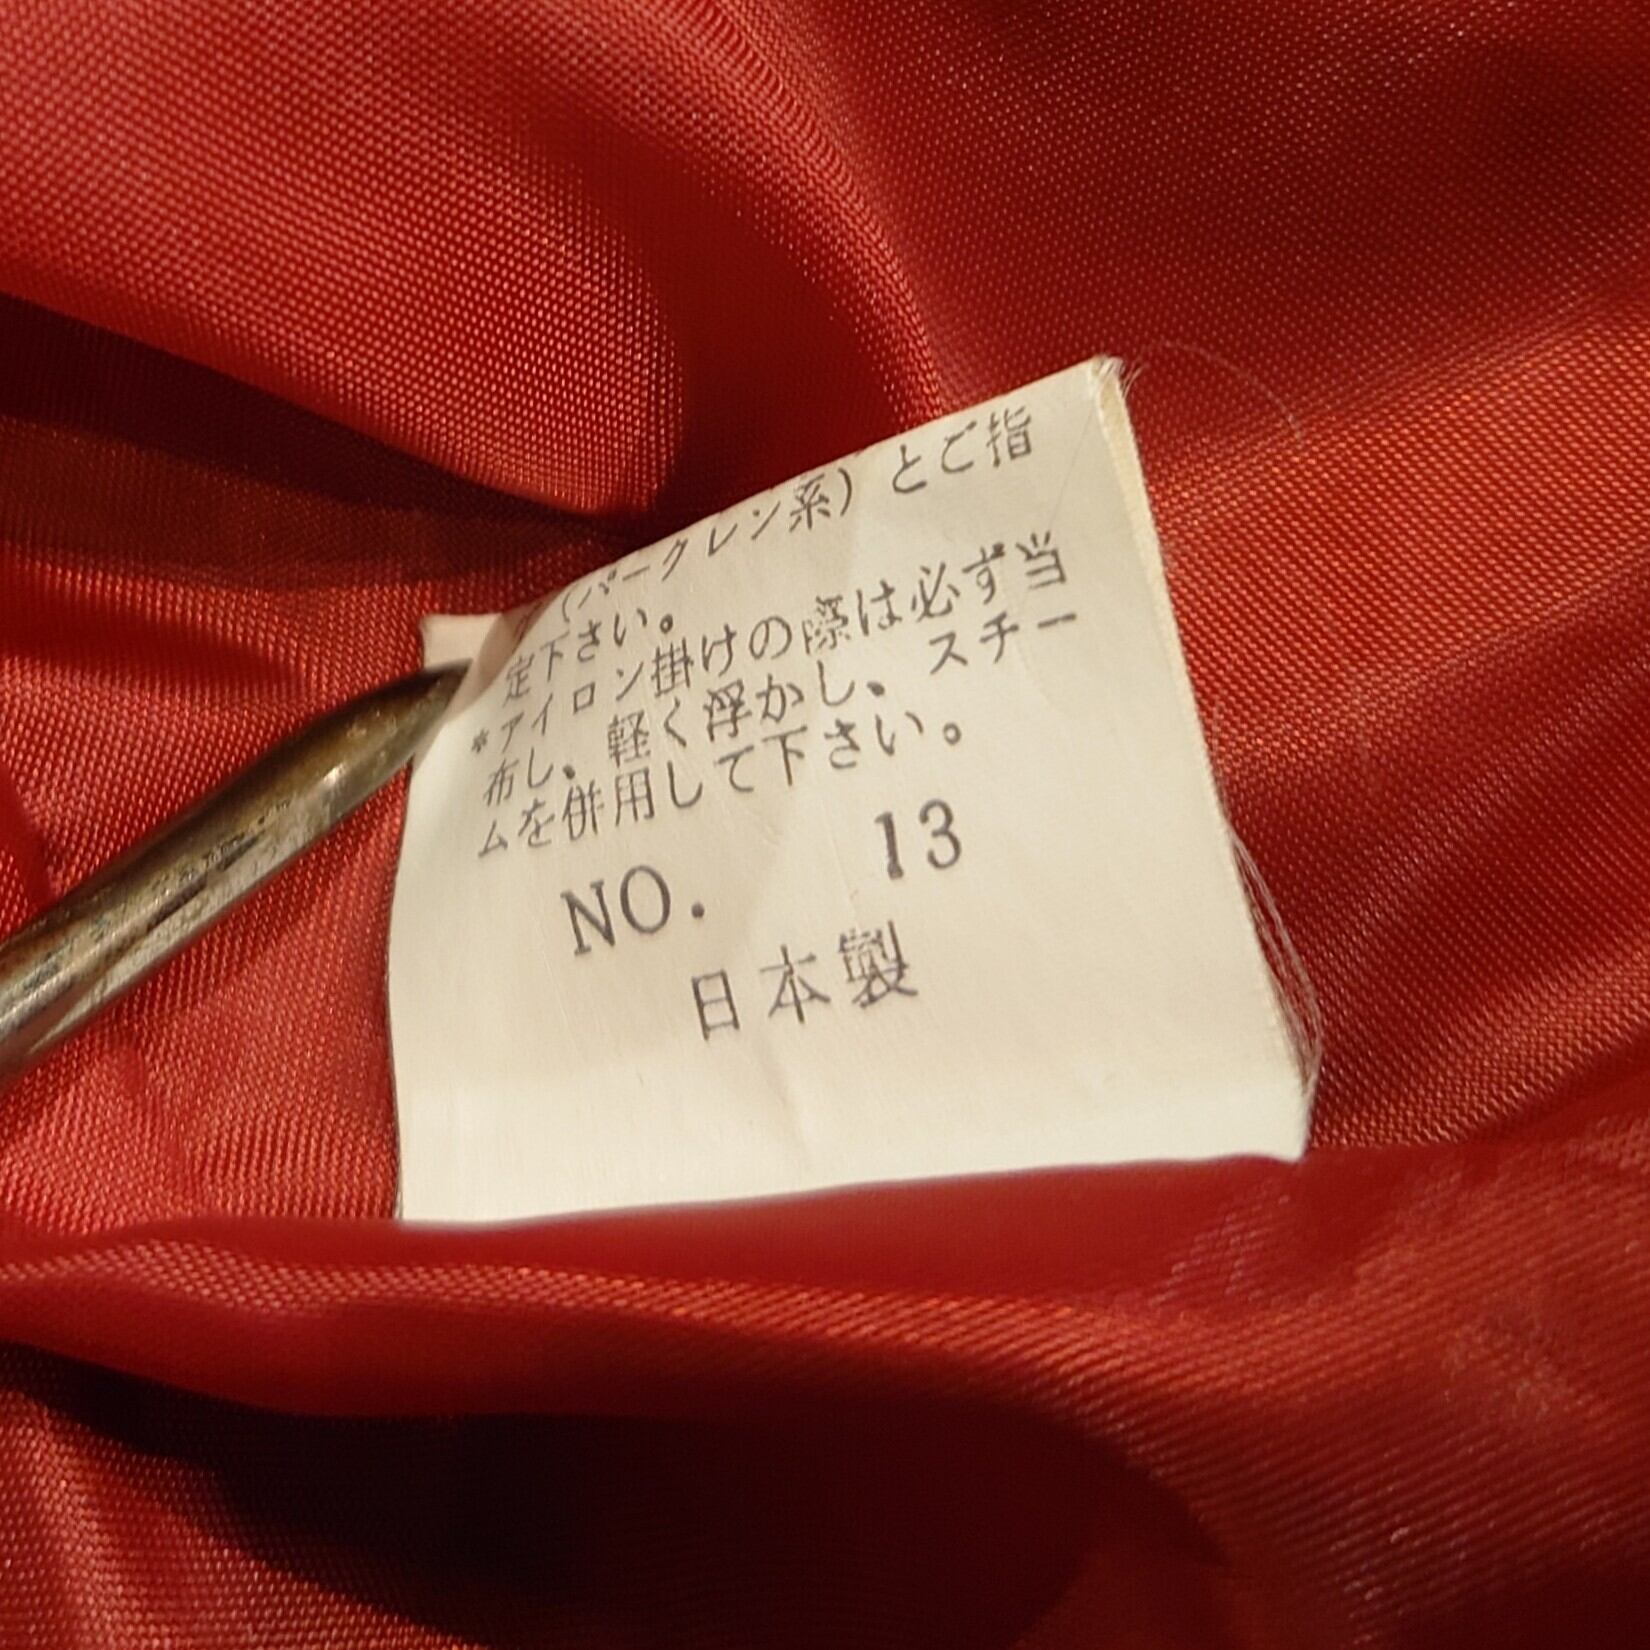 (パークレン系)とご指
定下さい。
*アイロン掛けの際は必ず当
布し、軽く浮かし、スチー
ムを併用して下さい。
NO. 13
日本製